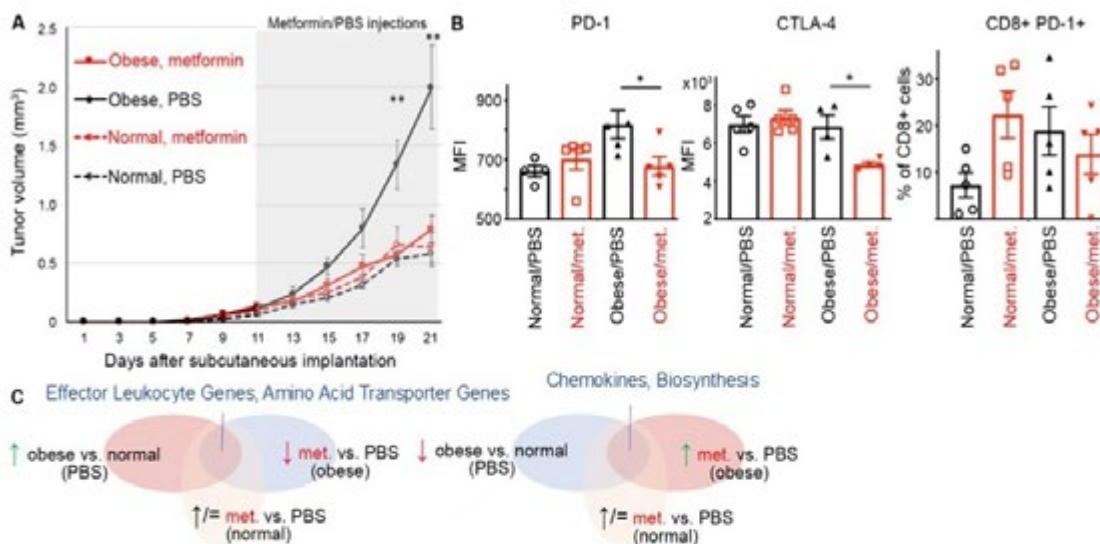 A
Metformin/PBS injections
2.5
2.0
1.5
1.0
0.5
0
Tumor volume (mm³)
Obese, metformin
Obese, PBS
Normal, metformin
Normal, PBS
**
**
1 3 5 7 9 11 13 15 17 19 21
Days after subcutaneous implantation
B
PD-1
900
700
500
MFI
*
Normal/PBS
Normal/met.
Obese/PBS
Obese/met.
CTLA-4
×10³
8
6
4
2
MFI
*
Normal/PBS
Normal/met.
Obese/PBS
Obese/met.
CD8+ PD-1+
30
20
10
% of CD8+ cells
Normal/PBS
Normal/met.
Obese/PBS
Obese/met.
C
Effector Leukocyte Genes, Amino Acid Transporter Genes
↑ obese vs. normal
(PBS)
↓ met. vs. PBS
(obese)
↑/= met. vs. PBS
(normal)
Chemokines, Biosynthesis
↓ obese vs. normal
(PBS)
↑ met. vs. PBS
(obese)
↑/= met. vs. PBS
(normal)